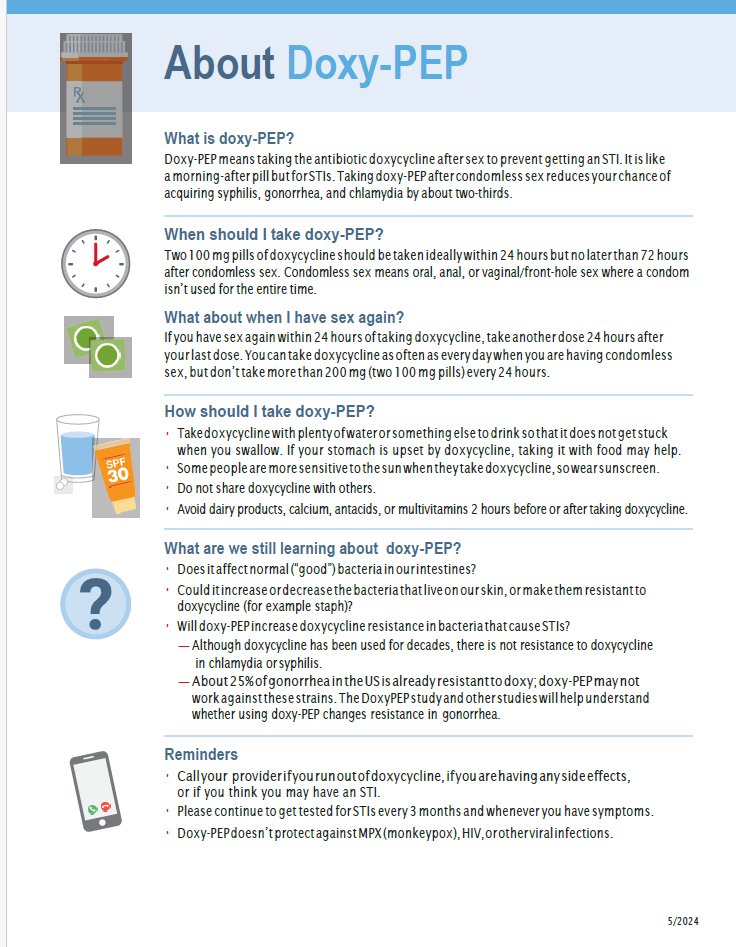 About Doxy-PEP
Rx
What is doxy-PEP?
Doxy-PEP means taking the antibiotic doxycycline after sex to prevent getting an STI. It is like
a morning-after pill but for STIs. Taking doxy-PEP after condomless sex reduces your chance of
acquiring syphilis, gonorrhea, and chlamydia by about two-thirds.
When should I take doxy-PEP?
Two 100 mg pills of doxycycline should be taken ideally within 24 hours but no later than 72 hours
after condomless sex. Condomless sex means oral, anal, or vaginal/front-hole sex where a condom
isn't used for the entire time.
What about when I have sex again?
If you have sex again within 24 hours of taking doxycycline, take another dose 24 hours after
your last dose. You can take doxycycline as often as every day when you are having condomless
sex, but don't take more than 200 mg (two 100 mg pills) every 24 hours.
How should I take doxy-PEP?
· Take doxycycline with plenty of water or something else to drink so that it does not get stuck
when you swallow. If your stomach is upset by doxycycline, taking it with food may help.
SPF
30
· Some people are more sensitive to the sun when they take doxycycline, so wear sunscreen.
· Do not share doxycycline with others.
· Avoid dairy products, calcium, antacids, or multivitamins 2 hours before or after taking doxycycline.
What are we still learning about doxy-PEP?
· Does it affect normal ("good") bacteria in our intestines?
· Could it increase or decrease the bacteria that live on our skin, or make them resistant to
doxycycline (for example staph)?
?
· Will doxy-PEP increase doxycycline resistance in bacteria that cause STIs?
— Although doxycycline has been used for decades, there is not resistance to doxycycline
in chlamydia or syphilis.
— About 25% of gonorrhea in the US is already resistant to doxy; doxy-PEP may not
work against these strains. The DoxyPEP study and other studies will help understand
whether using doxy-PEP changes resistance in gonorrhea.
Reminders
· Call your provider if you run out of doxycycline, if you are having any side effects,
or if you think you may have an STI.
· Please continue to get tested for STIs every 3 months and whenever you have symptoms.
· Doxy-PEP doesn't protect against MPX (monkeypox), HIV, or other viral infections.
5/2024